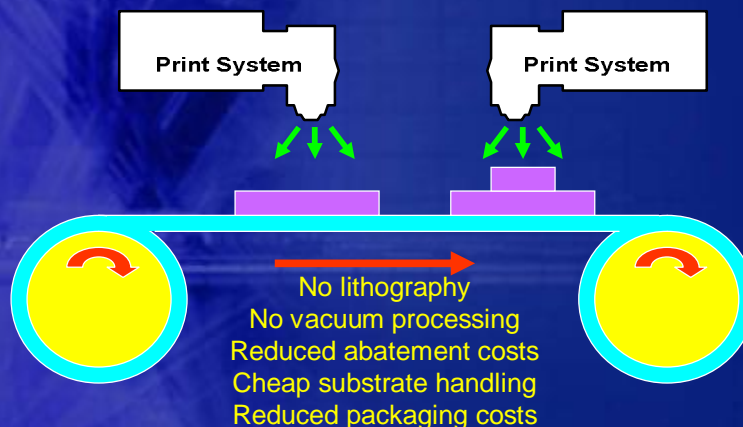 Print System
Print System
No lithography
No vacuum processing
Reduced abatement costs
Cheap substrate handling
Reduced packaging costs